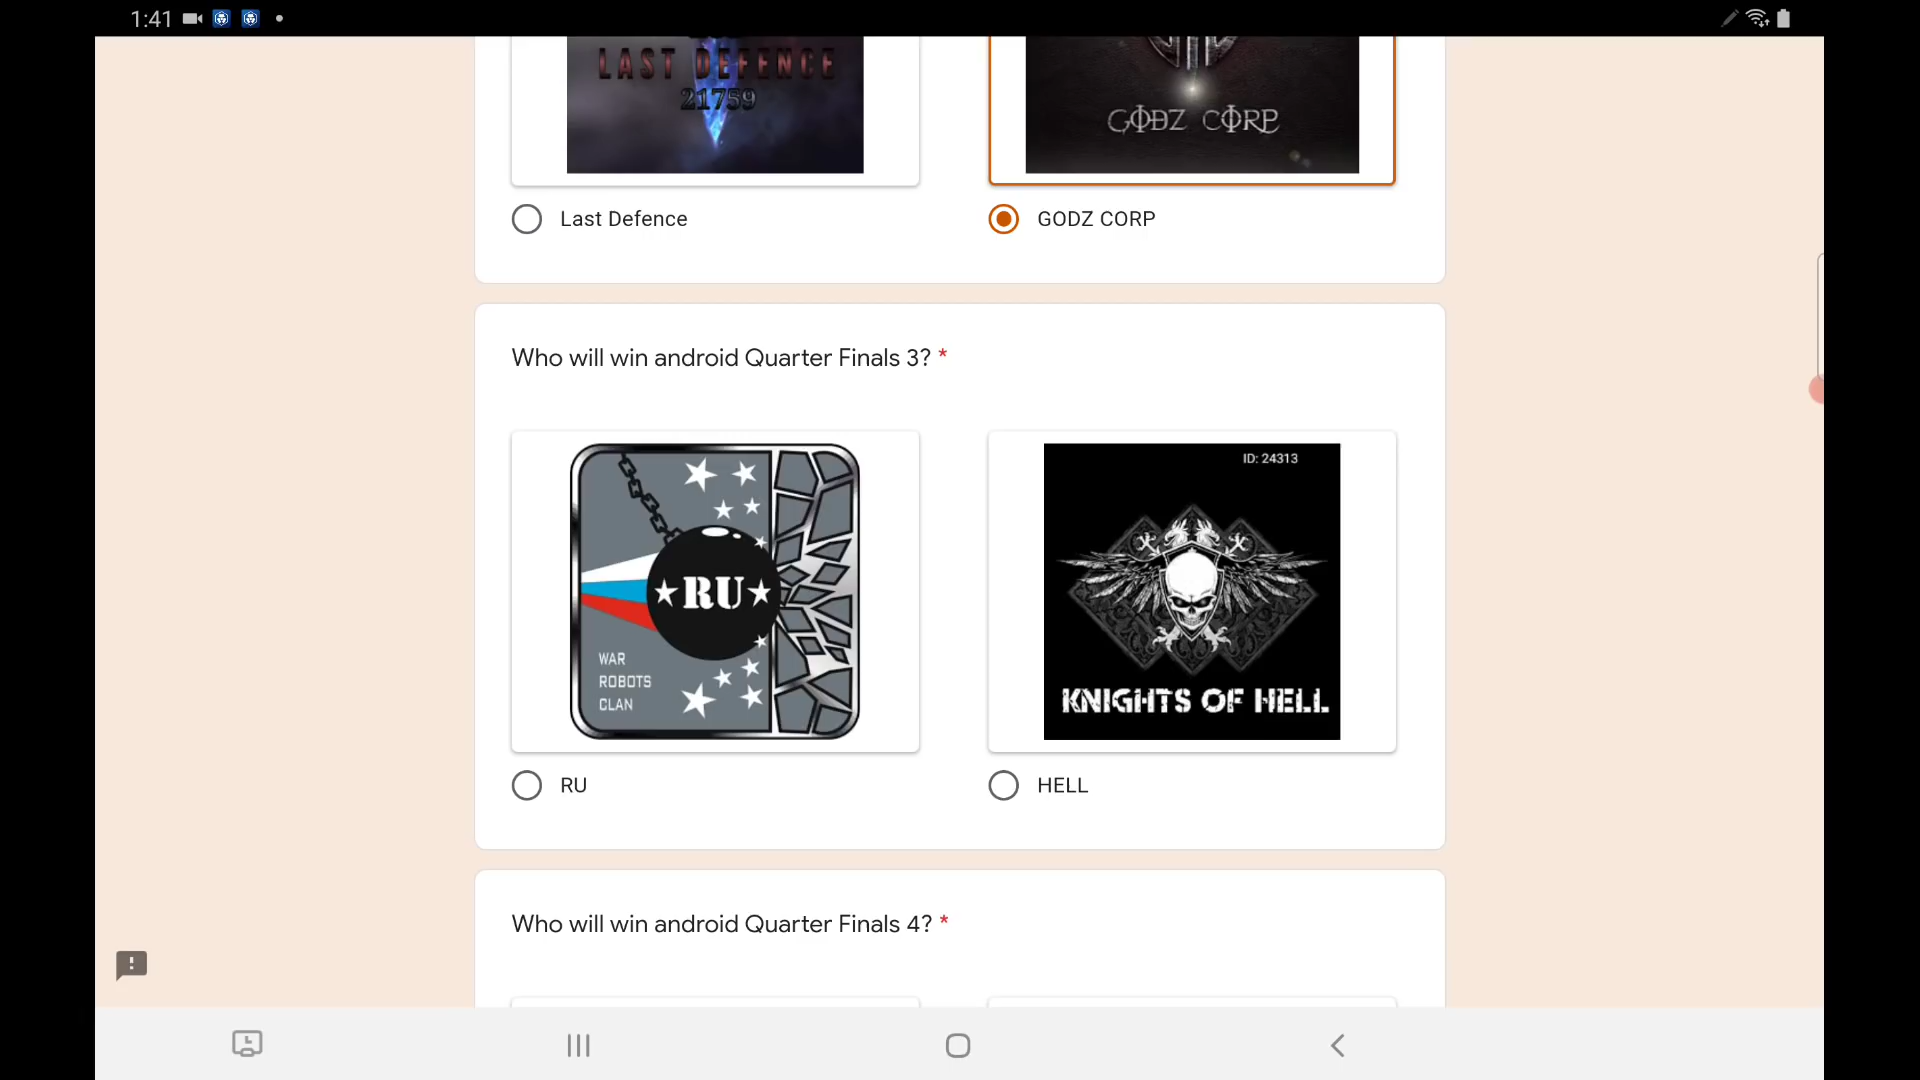 1:41
LAST DEFENCE
21759
GODZ CORP
Last Defence
GODZ CORP
Who will win android Quarter Finals 3? *
★RU★
WAR
ROBOTS
CLAN
ID: 24313
KNIGHTS OF HELL
RU
HELL
Who will win android Quarter Finals 4? *